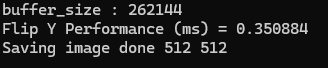 buffer_size : 262144
Flip Y Performance (ms) = 0.350884
Saving image done 512 512